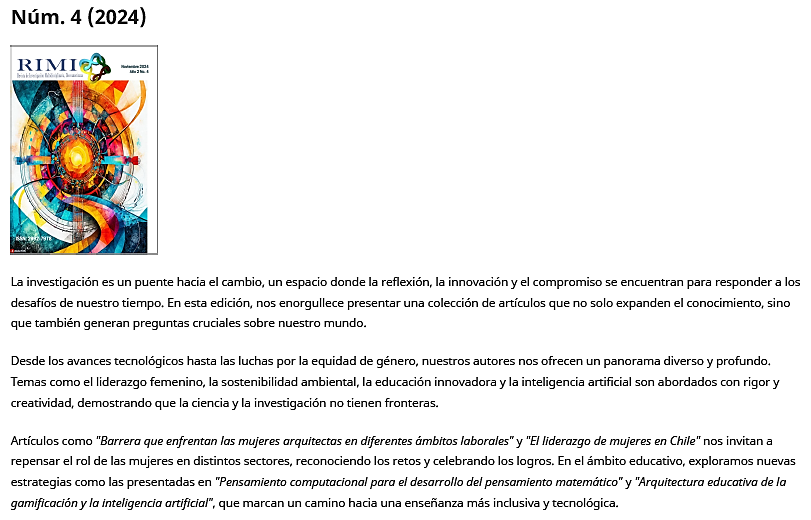 Núm. 4 (2024)
RIMI
Noviembre 2024
Año 2 No. 4
La investigación es un puente hacia el cambio, un espacio donde la reflexión, la innovación y el compromiso se encuentran para responder a los
desafíos de nuestro tiempo. En esta edición, nos enorgullece presentar una colección de artículos que no solo expanden el conocimiento, sino
que también generan preguntas cruciales sobre nuestro mundo.
Desde los avances tecnológicos hasta las luchas por la equidad de género, nuestros autores nos ofrecen un panorama diverso y profundo.
Temas como el liderazgo femenino, la sostenibilidad ambiental, la educación innovadora y la inteligencia artificial son abordados con rigor y
creatividad, demostrando que la ciencia y la investigación no tienen fronteras.
Artículos como "Barrera que enfrentan las mujeres arquitectas en diferentes ámbitos laborales" y "El liderazgo de mujeres en Chile" nos invitan a
repensar el rol de las mujeres en distintos sectores, reconociendo los retos y celebrando los logros. En el ámbito educativo, exploramos nuevas
estrategias como las presentadas en "Pensamiento computacional para el desarrollo del pensamiento matemático" y "Arquitectura educativa de la
gamificación y la inteligencia artificial", que marcan un camino hacia una enseñanza más inclusiva y tecnológica.